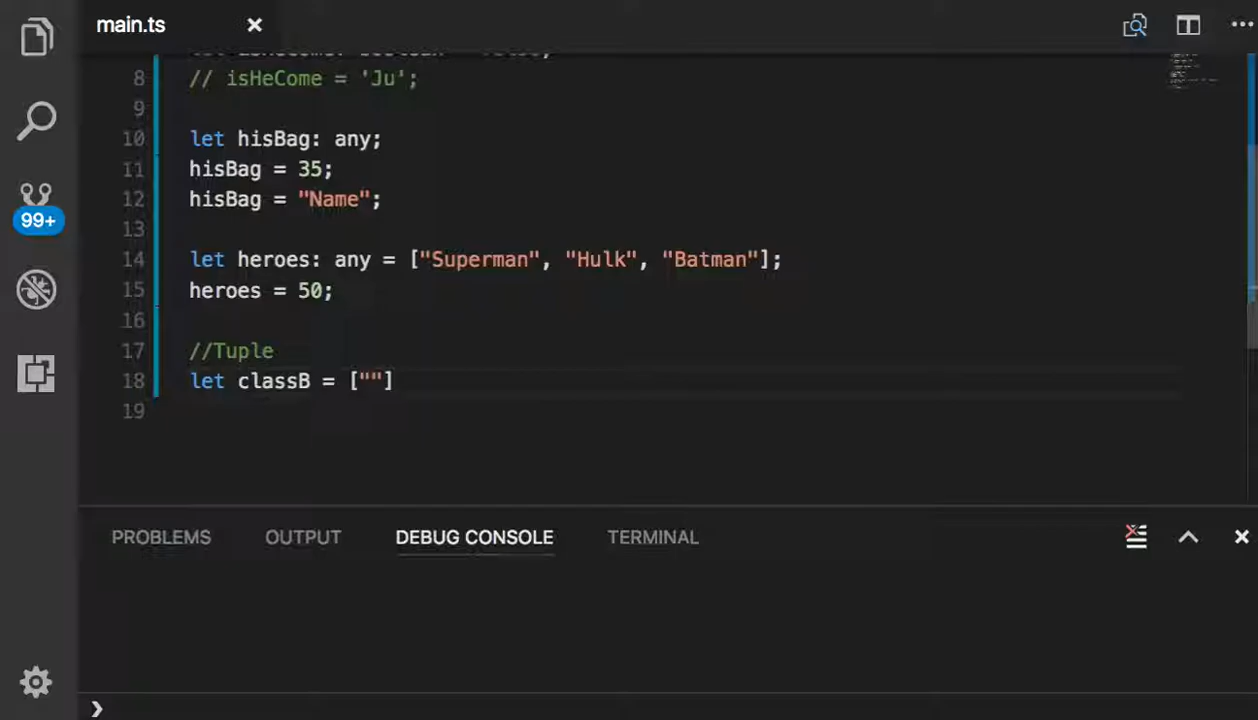 main.ts
8 // isHeCome = 'Ju';
9
10 let hisBag: any;
11 hisBag = 35;
12 hisBag = "Name";
13
14 let heroes: any = ["Superman", "Hulk", "Batman"];
15 heroes = 50;
16
17 //Tuple
18 let classB = [""]
19
99+
PROBLEMS OUTPUT DEBUG CONSOLE TERMINAL